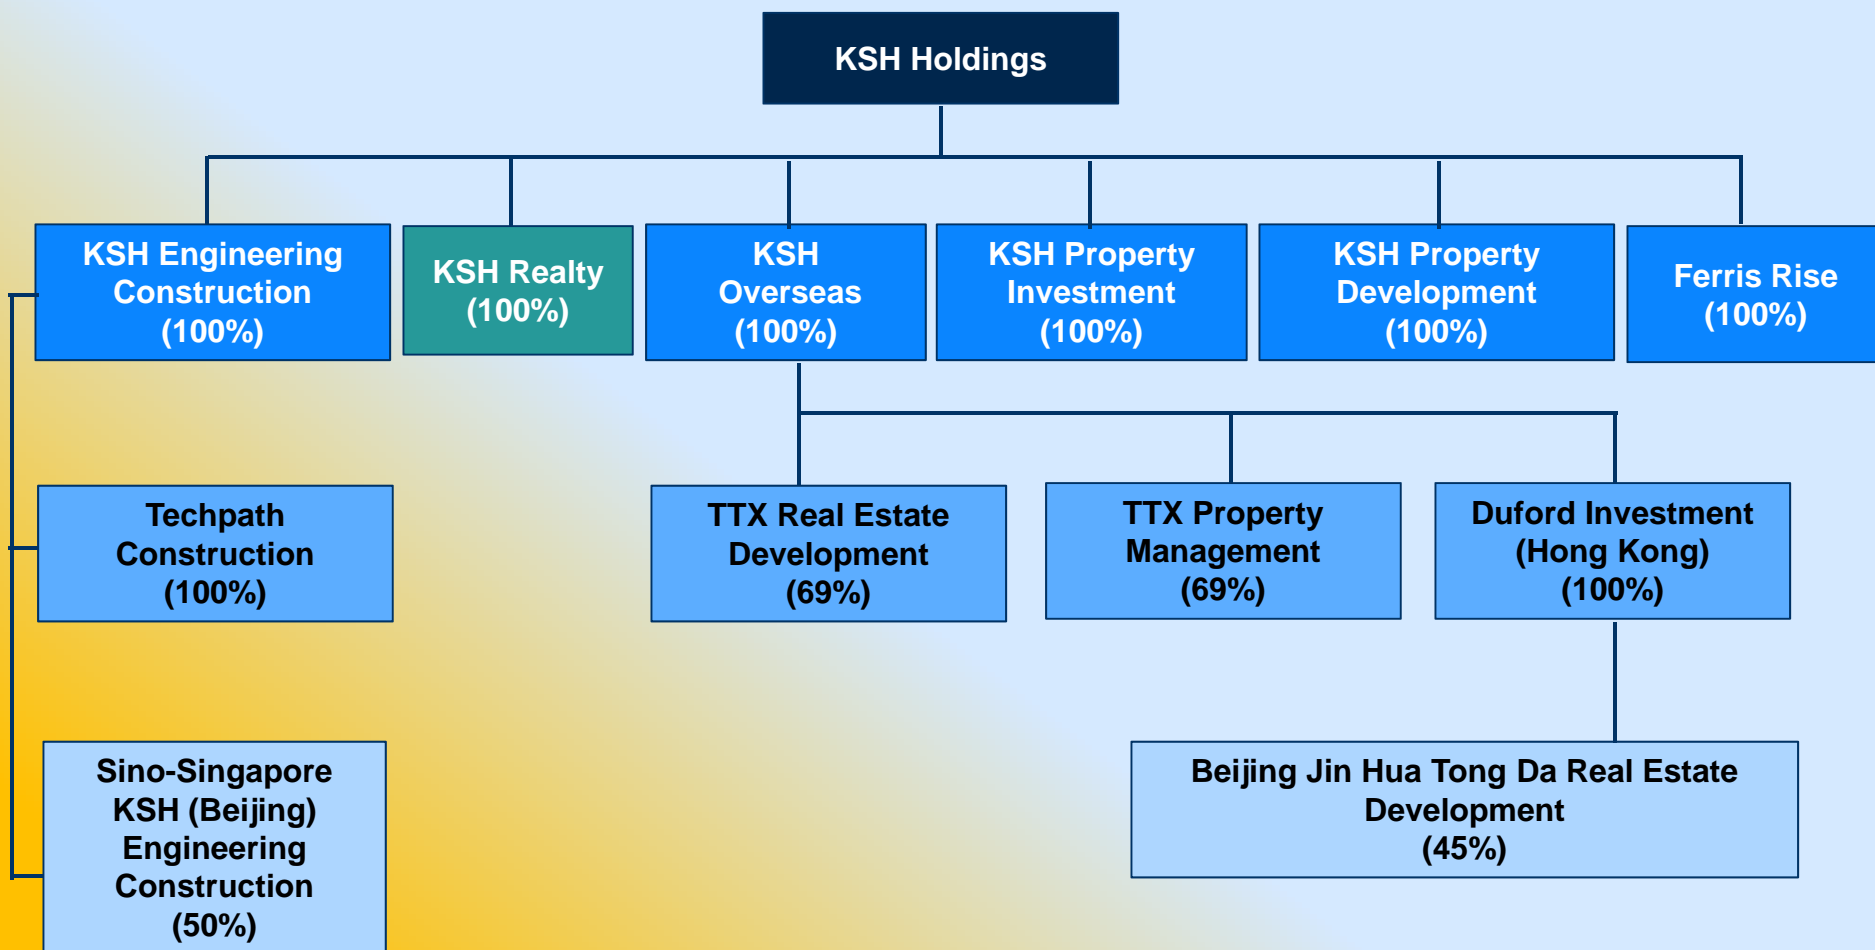 KSH Holdings
KSH Engineering
Construction
(100%)
KSH Realty
(100%)
KSH
Overseas
(100%)
KSH Property
Investment
(100%)
KSH Property
Development
(100%)
Ferris Rise
(100%)
Techpath
Construction
(100%)
TTX Real Estate
Development
(69%)
TTX Property
Management
(69%)
Duford Investment
(Hong Kong)
(100%)
Sino-Singapore
KSH (Beijing)
Engineering
Construction
(50%)
Beijing Jin Hua Tong Da Real Estate
Development
(45%)